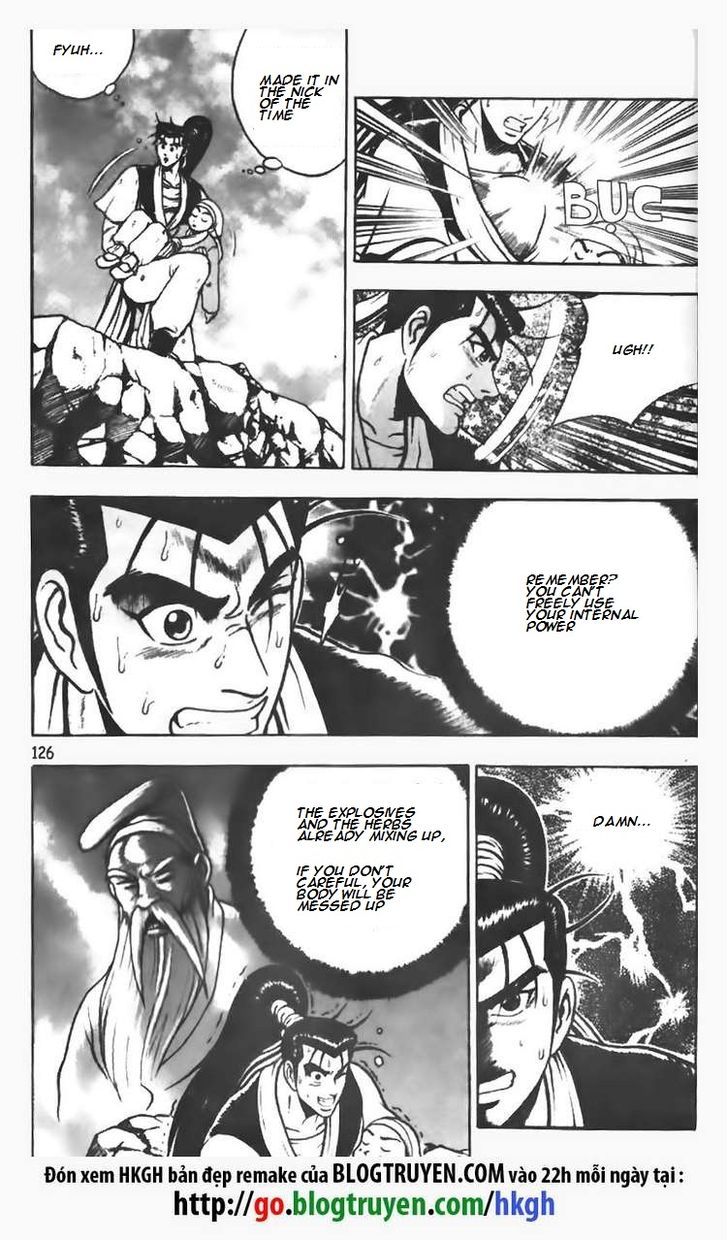 FYUH...
MADE IT IN
THE NICK
OF THE
TIME
BỤC
UGH!!
REMEMBER?
YOU CAN'T
FREELY USE
YOUR INTERNAL
POWER
126
THE EXPLOSIVES
AND THE HERBS
ALREADY MIXING UP,
IF YOU DON'T
CAREFUL, YOUR
BODY WILL BE
MESSED UP
DAMN...
Đón xem HKGH bản đẹp remake của BLOGTRUYEN.COM vào 22h mỗi ngày tại :
http://go.blogtruyen.com/hkgh